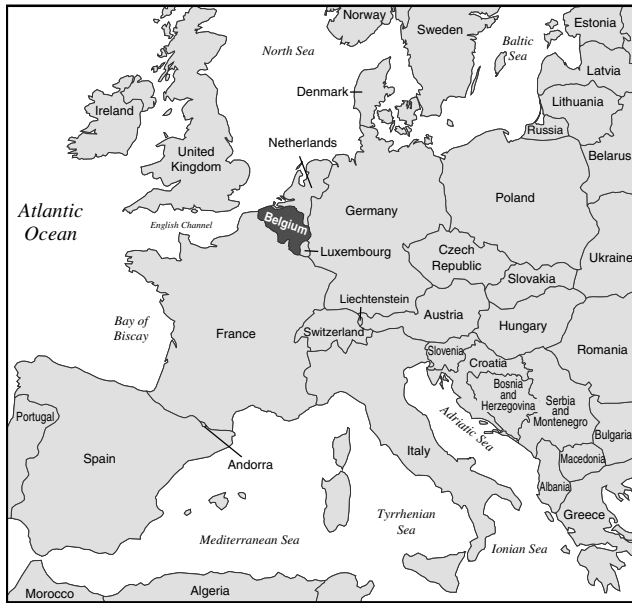 Norway
Sweden
Estonia
North Sea
Baltic
Sea
Latvia
Denmark
Lithuania
Ireland
Russia
Netherlands
United
Kingdom
Belarus
Poland
Atlantic
Ocean
Germany
English Channel
Belgium
Luxembourg
Czech
Republic
Ukraine
Slovakia
Liechtenstein
Austria
Bay of
Biscay
France
Switzerland
Hungary
Slovenia
Romania
Croatia
Bosnia
and
Herzegovina
Serbia
and
Montenegro
Portugal
Adriatic Sea
Bulgaria
Spain
Andorra
Italy
Macedonia
Albania
Tyrrhenian
Sea
Greece
Mediterranean Sea
Ionian Sea
Morocco
Algeria